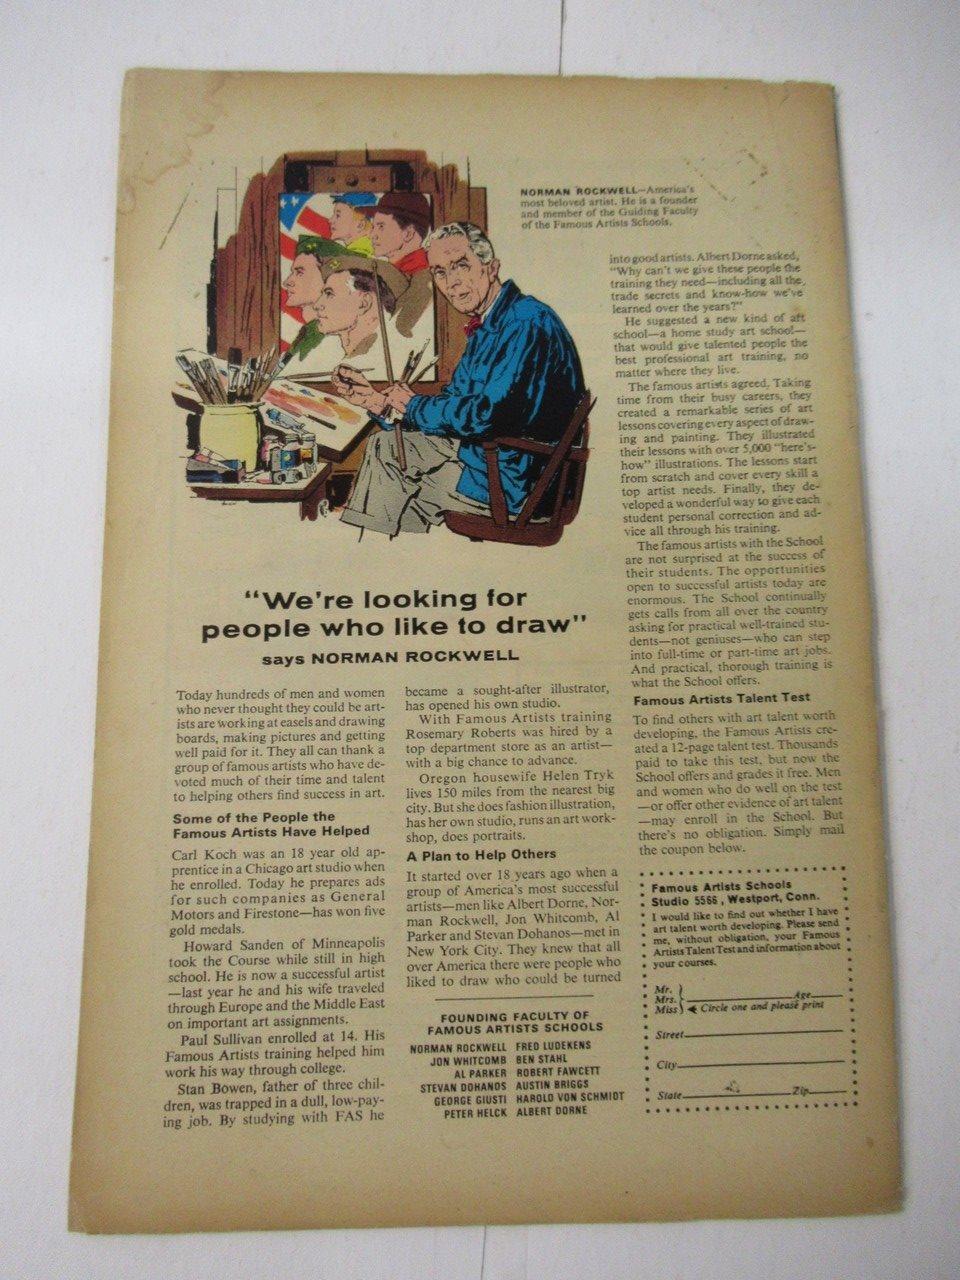 NORMAN ROCKWELL—America's
most beloved artist. He is a founder
and member of the Guiding Faculty
of the Famous Artists Schools.
"We're looking for
people who like to draw"
says NORMAN ROCKWELL
Today hundreds of men and women
who never thought they could be art-
ists are working at easels and drawing
boards, making pictures and getting
well paid for it. They all can thank a
group of famous artists who have de-
voted much of their time and talent
to helping others find success in art.
Some of the People the
Famous Artists Have Helped
Carl Koch was an 18 year old ap-
prentice in a Chicago art studio when
he enrolled. Today he prepares ads
for such companies as General
Motors and Firestone—has won five
gold medals.
Howard Sanden of Minneapolis
took the Course while still in high
school. He is now a successful artist
—last year he and his wife traveled
through Europe and the Middle East
on important art assignments.
Paul Sullivan enrolled at 14. His
Famous Artists training helped him
work his way through college.
Stan Bowen, father of three chil-
dren, was trapped in a dull, low-pay-
ing job. By studying with FAS he
became a sought-after illustrator,
has opened his own studio.
With Famous Artists training
Rosemary Roberts was hired by a
top department store as an artist—
with a big chance to advance.
Oregon housewife Helen Tryk
lives 150 miles from the nearest big
city. But she does fashion illustration,
has her own studio, runs an art work-
shop, does portraits.
A Plan to Help Others
It started over 18 years ago when a
group of America's most successful
artists—men like Albert Dorne, Nor-
man Rockwell, Jon Whitcomb, Al
Parker and Stevan Dohanos—met in
New York City. They knew that all
over America there were people who
liked to draw who could be turned
into good artists. Albert Dorne asked,
"Why can't we give these people the
training they need—including all the
trade secrets and know-how we've
learned over the years?"
He suggested a new kind of art
school—a home study art school—
that would give talented people the
best professional art training, no
matter where they live.
The famous artists agreed. Taking
time from their busy careers, they
created a remarkable series of art
lessons covering every aspect of draw-
ing and painting. They illustrated
their lessons with over 5,000 "here's-
how" illustrations. The lessons start
from scratch and cover every skill a
top artist needs. Finally, they de-
veloped a wonderful way to give each
student personal correction and ad-
vice all through his training.
The famous artists with the School
are not surprised at the success of
their students. The opportunities
open to successful artists today are
enormous. The School continually
gets calls from all over the country
asking for practical well-trained stu-
dents—not geniuses—who can step
into full-time or part-time art jobs.
And practical, thorough training is
what the School offers.
Famous Artists Talent Test
To find others with art talent worth
developing, the Famous Artists cre-
ated a 12-page talent test. Thousands
paid to take this test, but now the
School offers and grades it free. Men
and women who do well on the test
—or offer other evidence of art talent
—may enroll in the School. But
there's no obligation. Simply mail
the coupon below.
FOUNDING FACULTY OF
FAMOUS ARTISTS SCHOOLS
NORMAN ROCKWELL FRED LUDEKENS
JON WHITCOMB BEN STAHL
AL PARKER ROBERT FAWCETT
STEVAN DOHANOS AUSTIN BRIGGS
GEORGE GIUSTI HAROLD VON SCHMIDT
PETER HELCK ALBERT DORNE
Famous Artists Schools
Studio 5566, Westport, Conn.
I would like to find out whether I have
art talent worth developing. Please send
me, without obligation, your Famous
Artists Talent Test and information about
your courses.
Mr.
Mrs. Age
Miss Circle one and please print
Street
City
State Zip